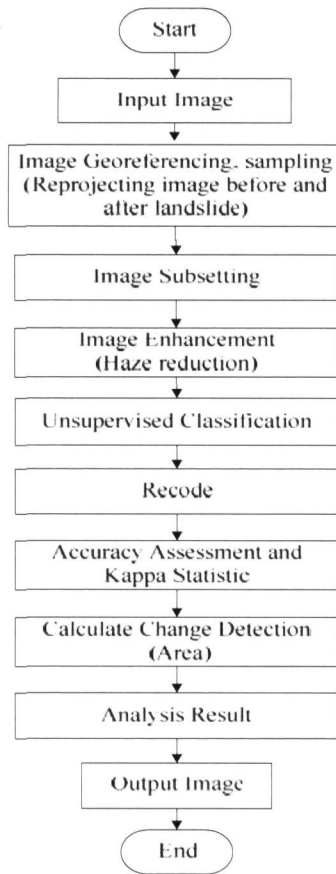 Start
Input Image
Image Georeferencing, sampling
(Reprojecting image before and
after landslide)
Image Subsetting
Image Enhancement
(Haze reduction)
Unsupervised Classification
Recode
Accuracy Assessment and
Kappa Statistic
Calculate Change Detection
(Area)
Analysis Result
Output Image
End